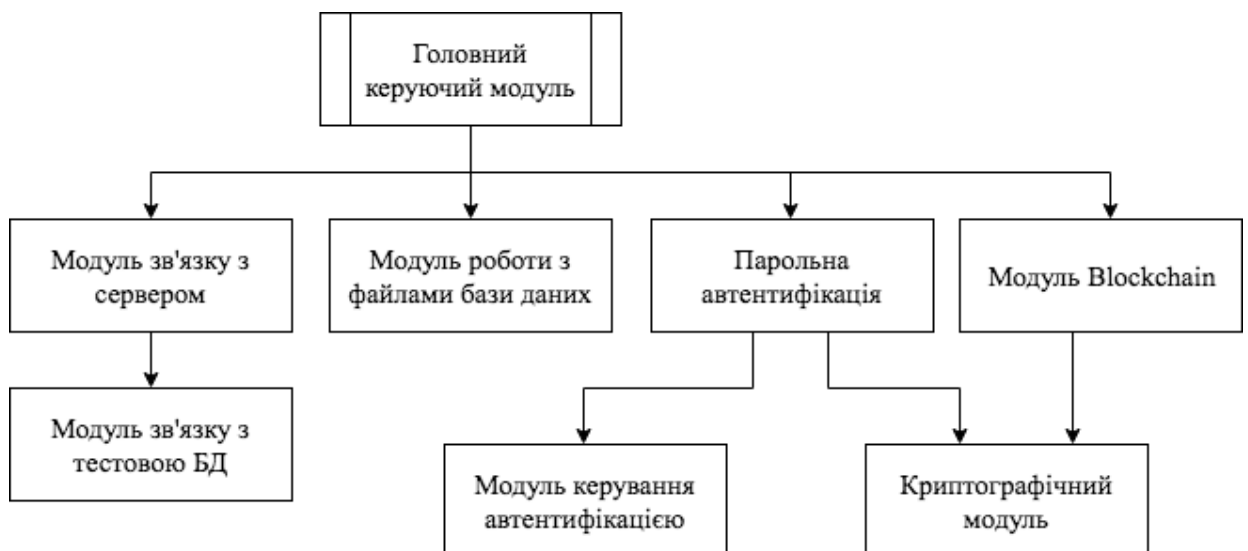 Головний
керуючий модуль
Модуль зв'язку з
сервером
Модуль роботи з
файлами бази даних
Парольна
автентифікація
Модуль Blockchain
Модуль зв'язку з
тестовою БД
Модуль керування
автентифікацією
Криптографічний
модуль